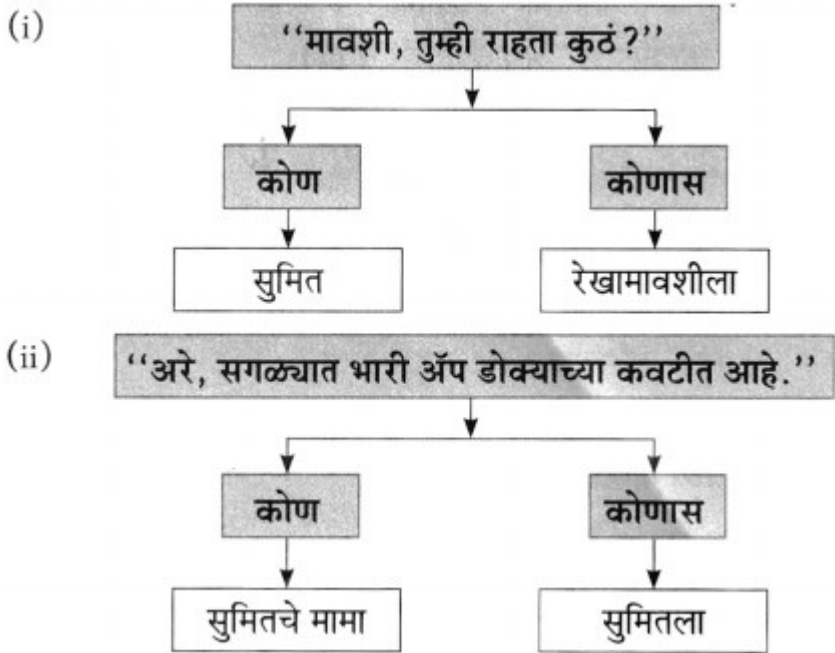 (i) ‘‘मावशी, तुम्ही राहता कुठं?’’
कोण कोणास
सुमित रेखामावशीला
(ii) ‘‘अरे, सगळ्यात भारी ॲप डोक्याच्या कवटीत आहे.’’
कोण कोणास
सुमितचे मामा सुमितला